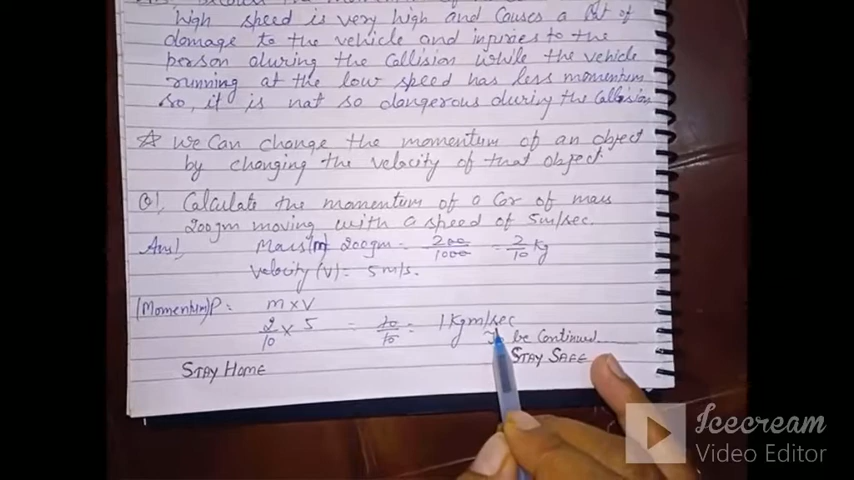 high speed is very high and causes a lot of
damage to the vehicle and injuries to the
person during the collision while the vehicle
running at the low speed has less momentum
so, it is not so dangerous during the collision
☆ We can change the momentum of an object
by changing the velocity of that object.
Q1, Calculate the momentum of a car of mass
200gm moving with a speed of 5m/sec.
Ans1, Mass(m) 200gm = 200/1000 = 2/10 kg
Velocity (V) = 5m/s.
(Momentum)P = m×V
2/10 × 5 = 10/10 = 1Kgm/sec
To be Continued......
STAY HOME STAY SAFE
Icecream
Video Editor